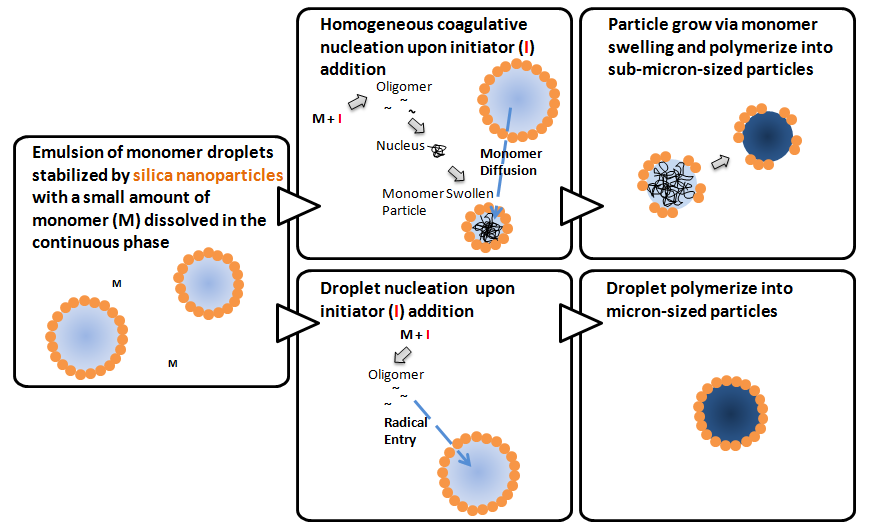 Emulsion of monomer droplets
stabilized by silica nanoparticles
with a small amount of
monomer (M) dissolved in the
continuous phase
M
M
Homogeneous coagulative
nucleation upon initiator (I)
addition
Oligomer
~
~ ~
M + I
Nucleus
Monomer
Diffusion
Monomer Swollen
Particle
Particle grow via monomer
swelling and polymerize into
sub-micron-sized particles
Droplet nucleation upon
initiator (I) addition
M + I
Oligomer
~
~ ~
Radical
Entry
Droplet polymerize into
micron-sized particles